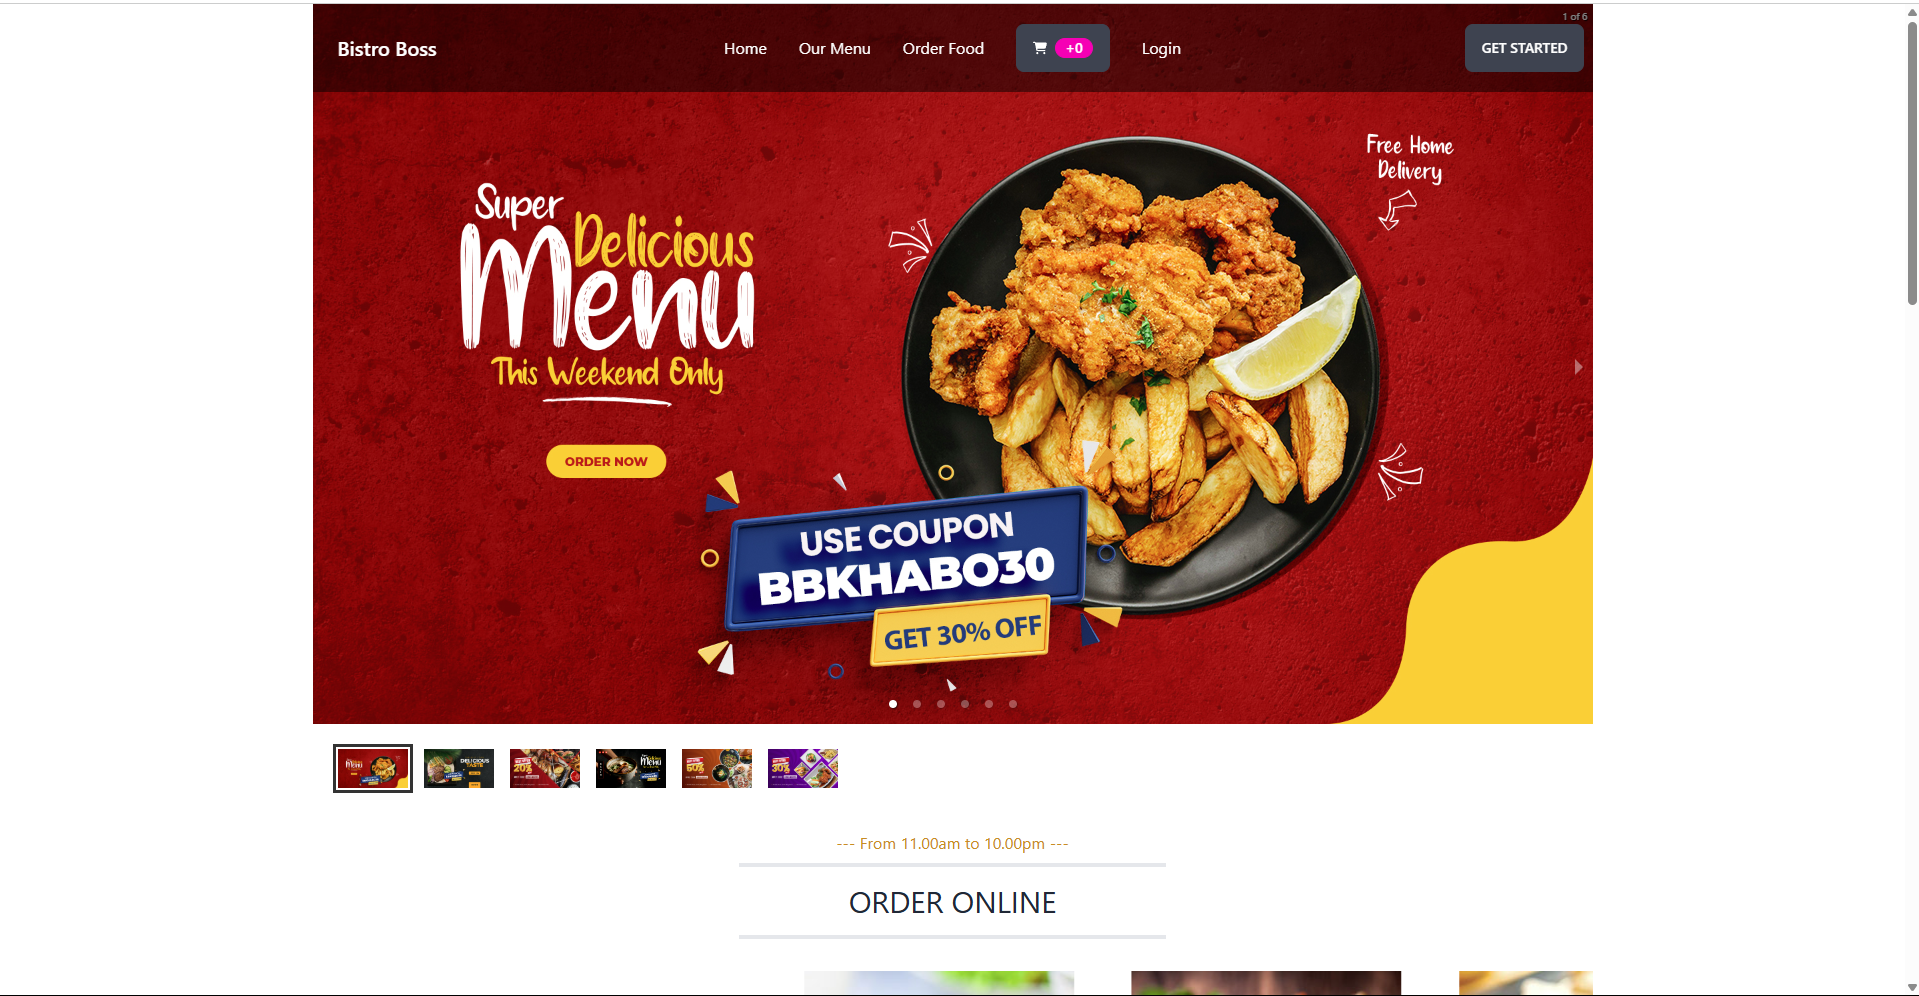 1 of 6
Bistro Boss
Home
Our Menu
Order Food
+0
Login
GET STARTED
Free Home
Delivery
Super
Delicious
Menu
This Weekend Only
ORDER NOW
USE COUPON
BBKHABO30
GET 30% OFF
--- From 11.00am to 10.00pm ---
ORDER ONLINE